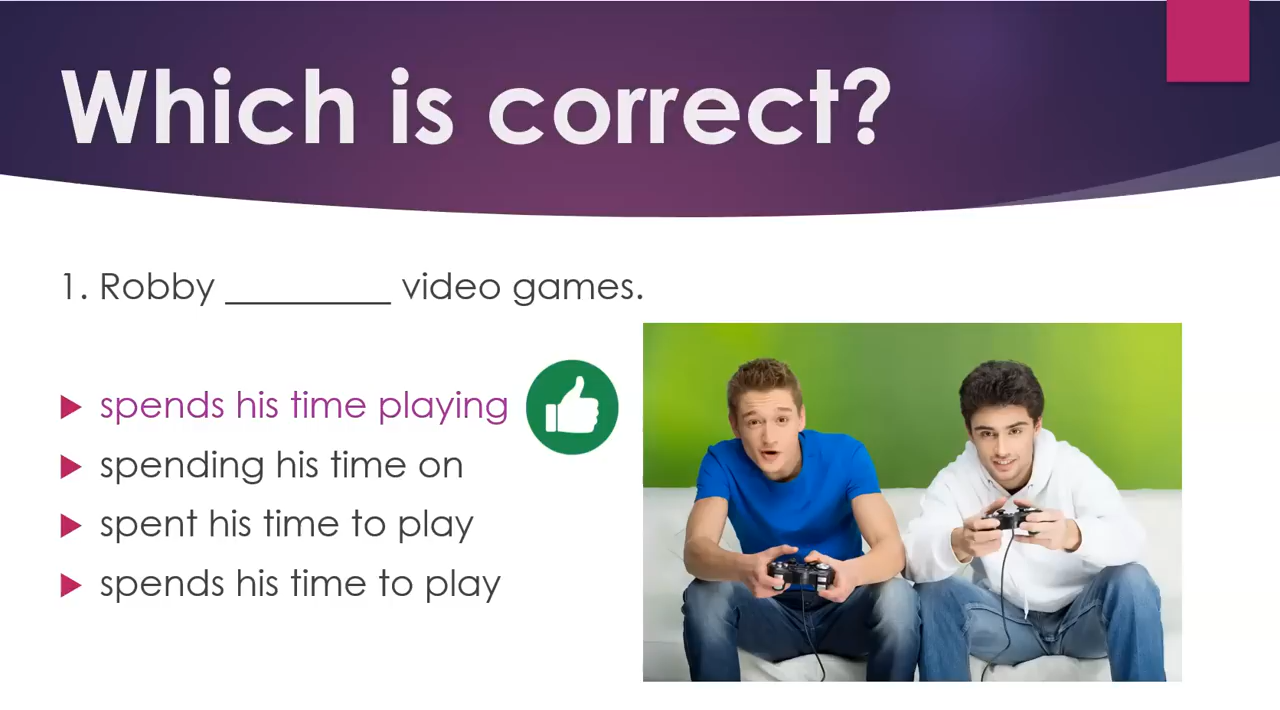 Which is correct?
1. Robby _________ video games.
spends his time playing
spending his time on
spent his time to play
spends his time to play